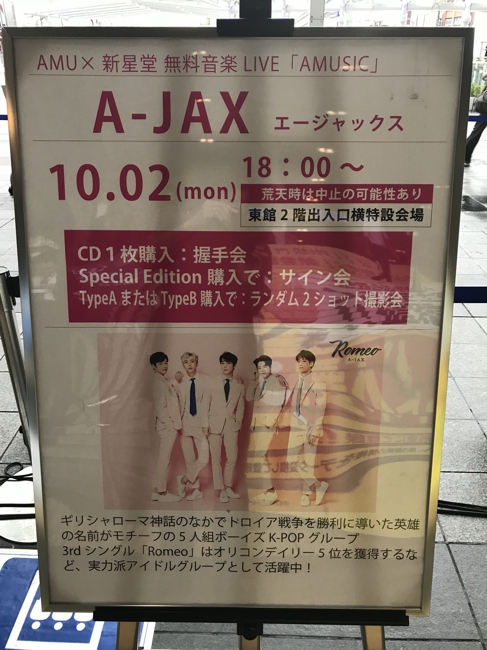 AMU× 新星堂 無料音楽 LIVE「AMUSIC」
A-JAX エージャックス
10.02(mon)
18：00～
荒天時は中止の可能性あり
東館2階出入口横特設会場
CD1枚購入：握手会
Special Edition 購入で：サイン会
TypeA または TypeB 購入で：ランダム2ショット撮影会
Romeo
A-JAX
ギリシャローマ神話のなかでトロイア戦争を勝利に導いた英雄
の名前がモチーフの5人組ボーイズ K-POP グループ
3rd シングル「Romeo」はオリコンデイリー5位を獲得するな
ど、実力派アイドルグループとして活躍中！